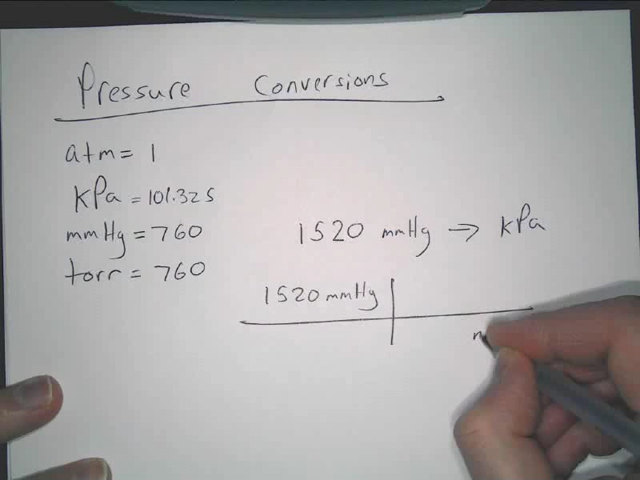 Pressure Conversions
atm = 1
kPa = 101.325
mmHg = 760
torr = 760
1520 mmHg → kPa
1520 mmHg